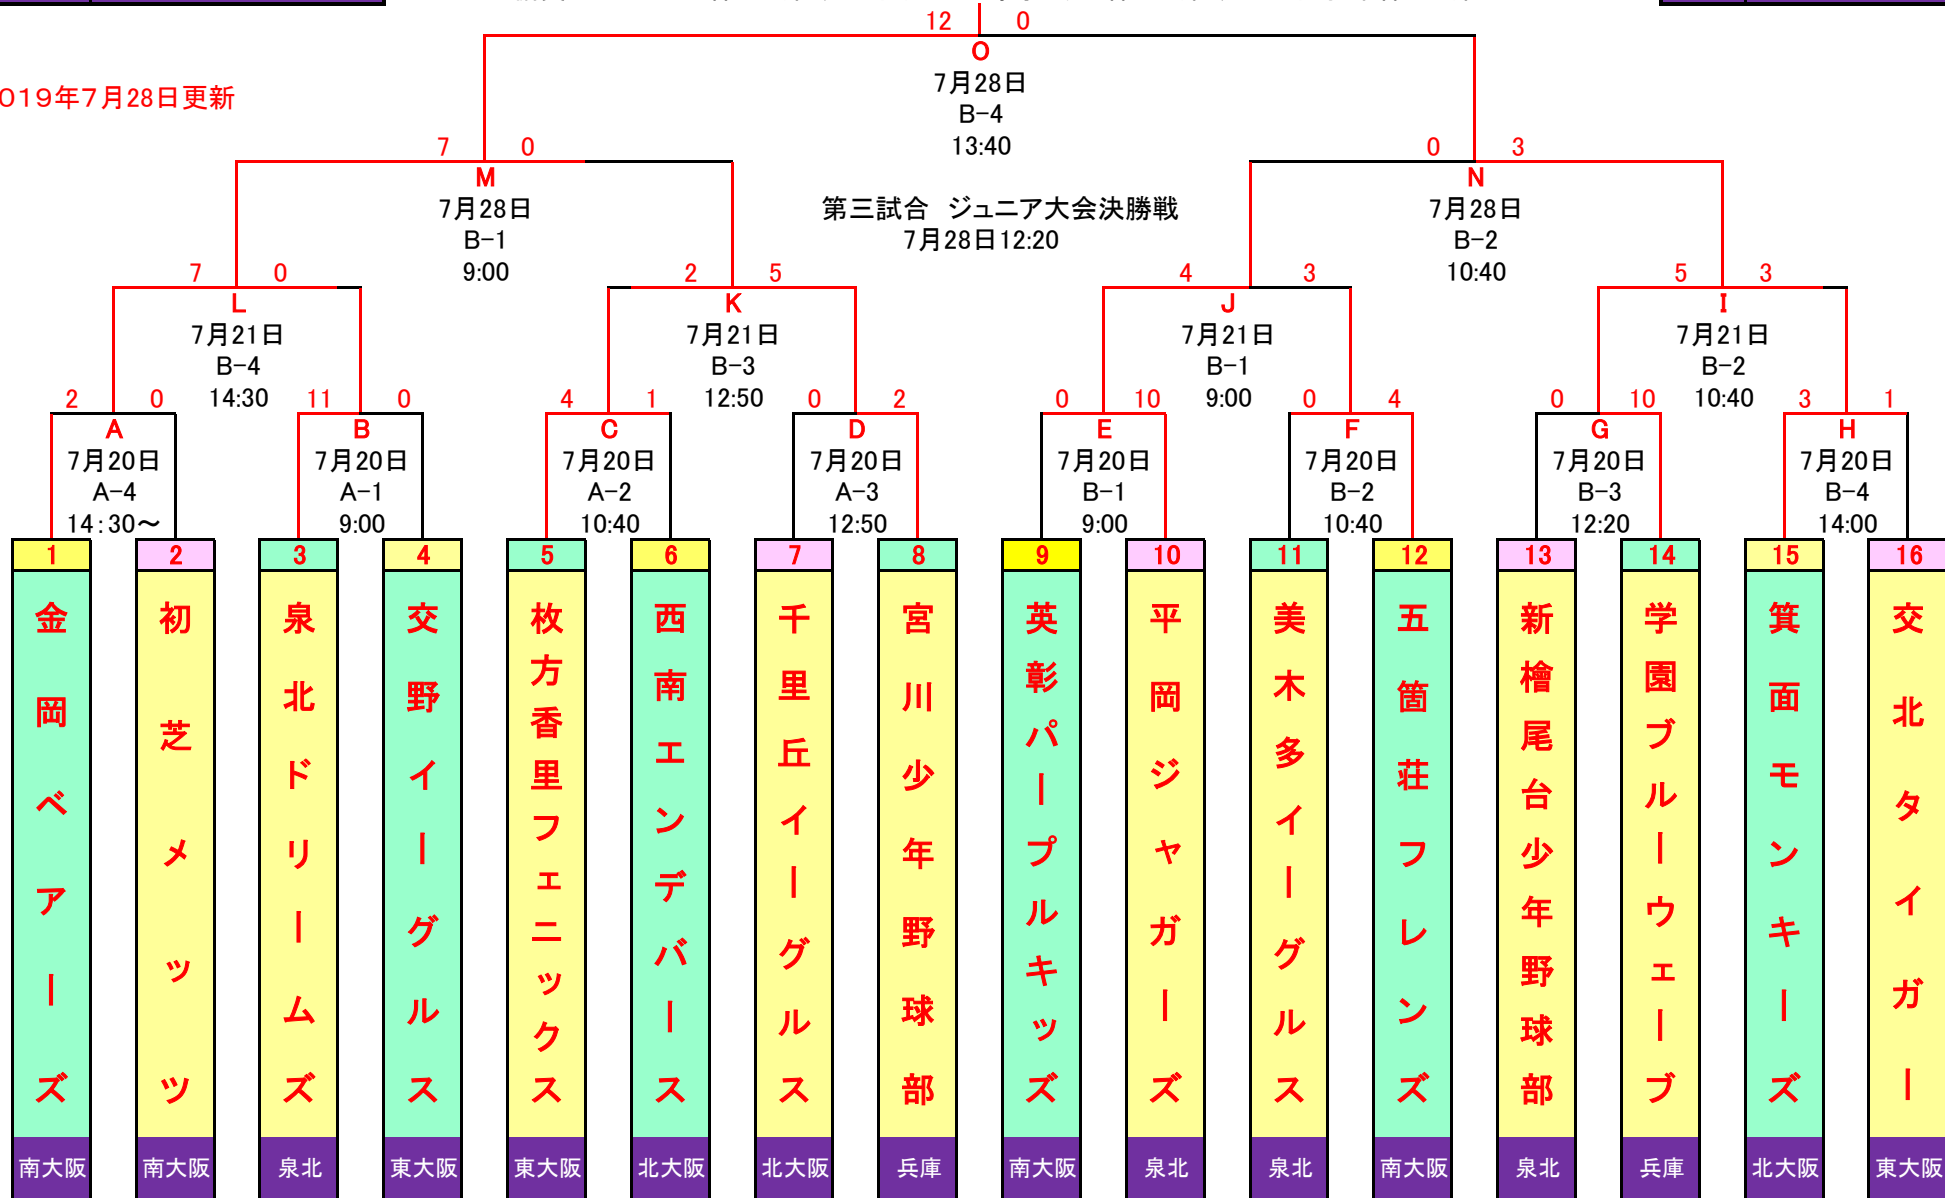 12 0
O
7月28日
B-4
13:40
019年7月28日更新
7 0
M
7月28日
B-1
9:00
第三試合 ジュニア大会決勝戦
7月28日12:20
0 3
N
7月28日
B-2
10:40
7 0
L
7月21日
B-4
14:30
2 5
K
7月21日
B-3
12:50
4 3
J
7月21日
B-1
9:00
5 3
I
7月21日
B-2
10:40
2 0
A
7月20日
A-4
14:30~
11 0
B
7月20日
A-1
9:00
4 1
C
7月20日
A-2
10:40
0 2
D
7月20日
A-3
12:50
0 10
E
7月20日
B-1
9:00
0 4
F
7月20日
B-2
10:40
0 10
G
7月20日
B-3
12:20
3 1
H
7月20日
B-4
14:00
1
金岡ベアーズ
南大阪
2
初芝メッツ
南大阪
3
泉北ドリームズ
泉北
4
交野イーグルス
東大阪
5
枚方香里フェニックス
東大阪
6
西南エンデバース
北大阪
7
千里丘イーグルス
北大阪
8
宮川少年野球部
兵庫
9
英彰パープルキッズ
南大阪
10
平岡ジャガーズ
泉北
11
美木多イーグルス
泉北
12
五箇荘フレンズ
南大阪
13
新檜尾台少年野球部
泉北
14
学園ブルーウェーブ
兵庫
15
箕面モンキーズ
北大阪
16
交北タイガー
東大阪